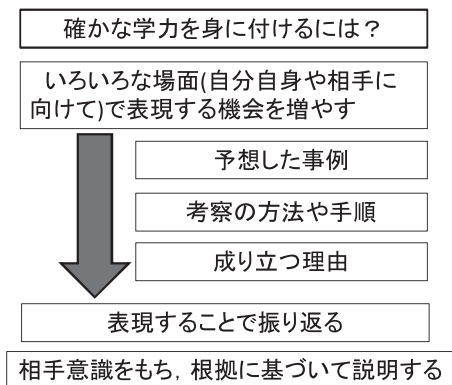 確かな学力を身に付けるには？
いろいろな場面(自分自身や相手に
向けて)で表現する機会を増やす
予想した事例
考察の方法や手順
成り立つ理由
表現することで振り返る
相手意識をもち，根拠に基づいて説明する